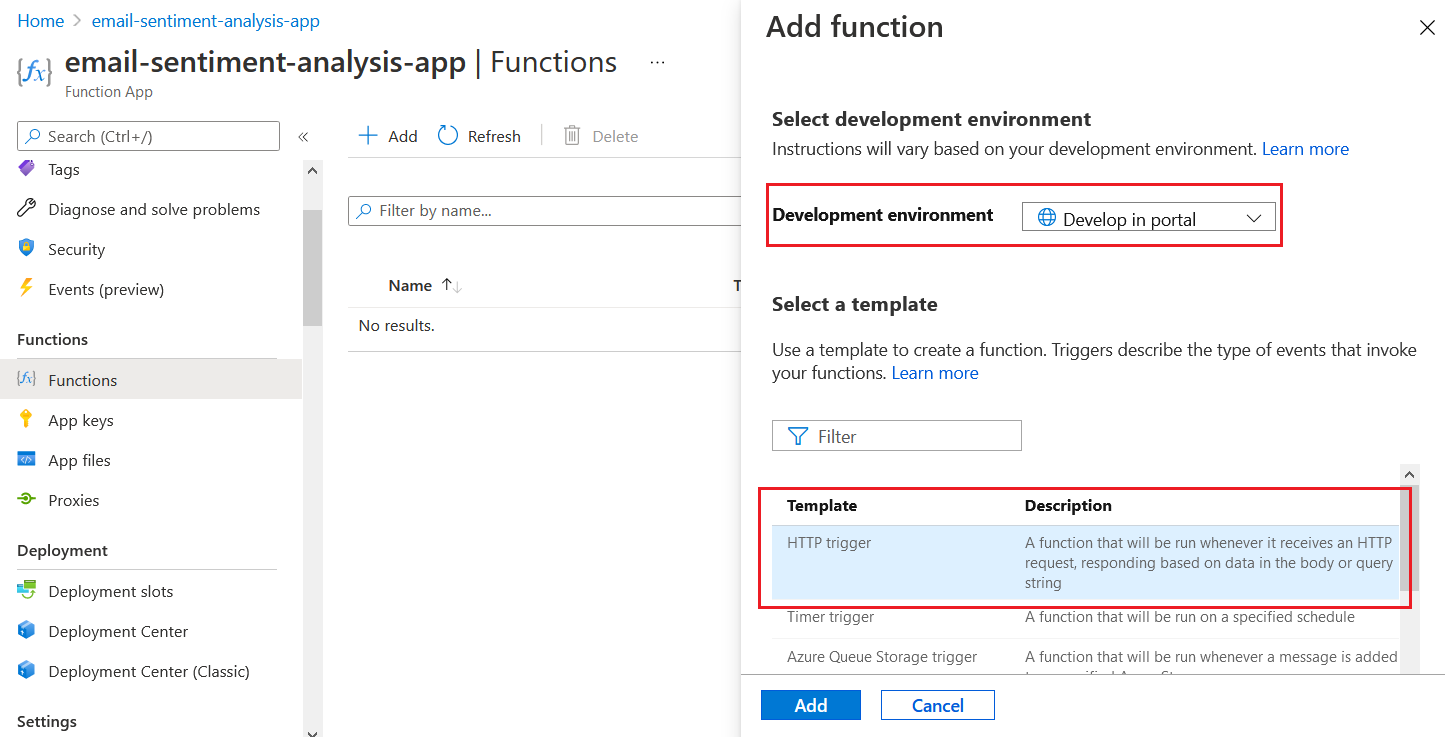 Home > email-sentiment-analysis-app
email-sentiment-analysis-app | Functions ...
Function App
Search (Ctrl+/)
«
Tags
Diagnose and solve problems
Security
Events (preview)
Functions
Functions
App keys
App files
Proxies
Deployment
Deployment slots
Deployment Center
Deployment Center (Classic)
Settings
Add
Refresh
Delete
Filter by name...
Name
T
No results.
Add function
Select development environment
Instructions will vary based on your development environment. Learn more
Development environment
Develop in portal
Select a template
Use a template to create a function. Triggers describe the type of events that invoke
your functions. Learn more
Filter
Template Description
HTTP trigger A function that will be run whenever it receives an HTTP
request, responding based on data in the body or query
string
Timer trigger A function that will be run on a specified schedule
Azure Queue Storage trigger A function that will be run whenever a message is added
Add
Cancel